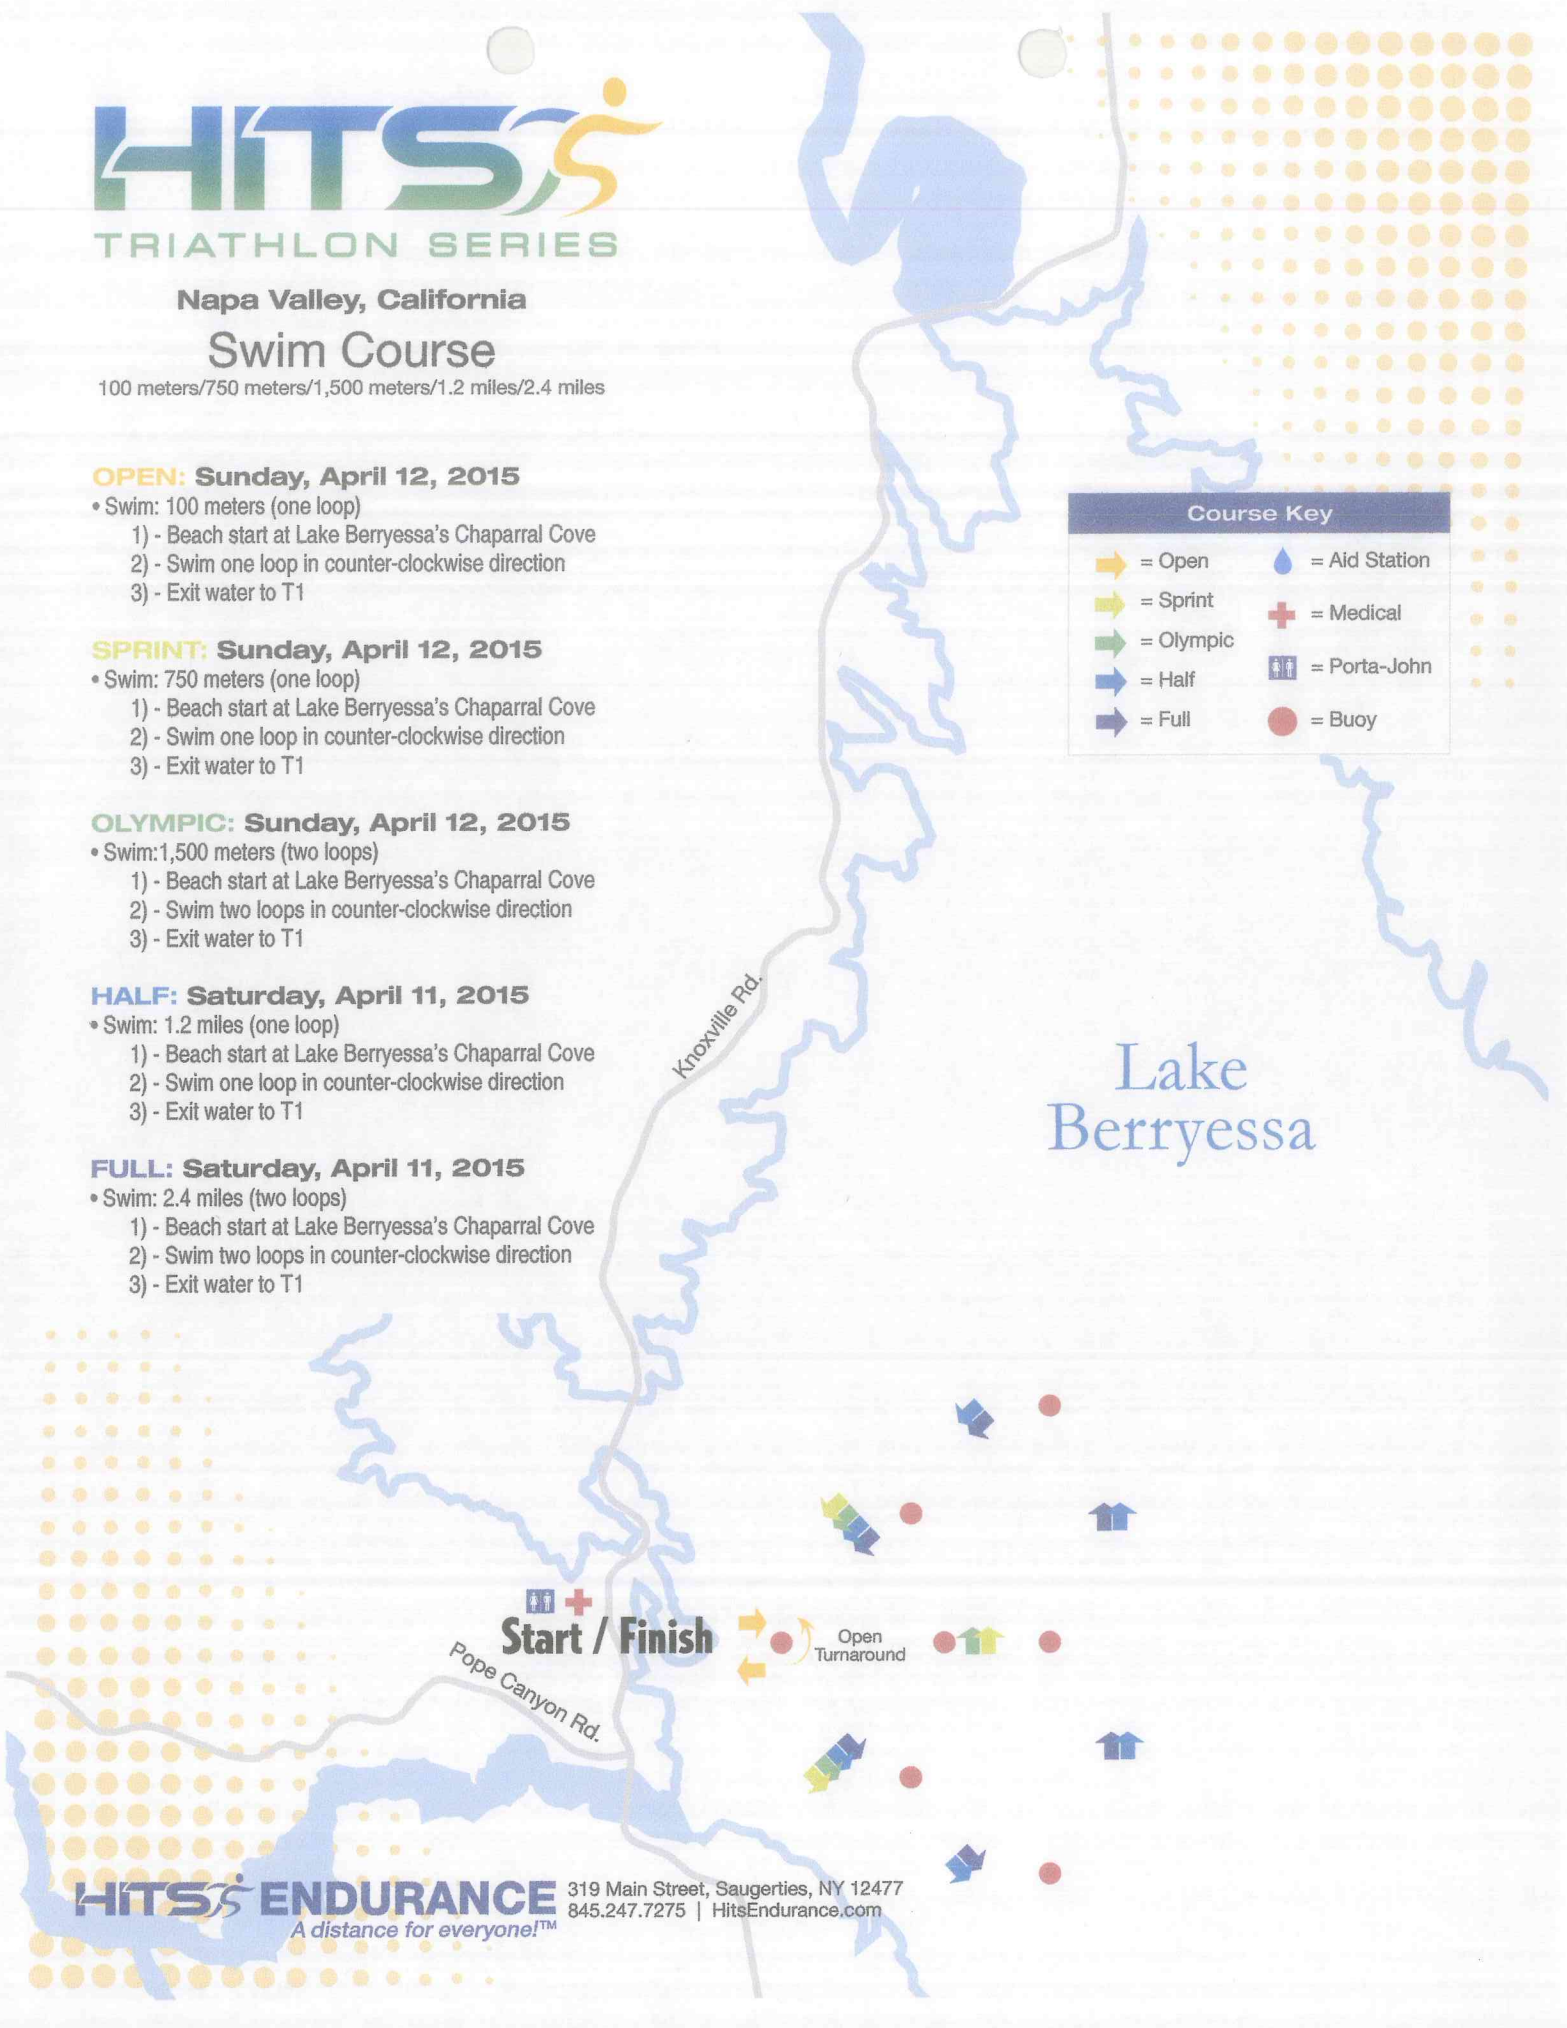 HITS
TRIATHLON SERIES
Napa Valley, California
Swim Course
100 meters/750 meters/1,500 meters/1.2 miles/2.4 miles
OPEN: Sunday, April 12, 2015
• Swim: 100 meters (one loop)
1) - Beach start at Lake Berryessa's Chaparral Cove
2) - Swim one loop in counter-clockwise direction
3) - Exit water to T1
SPRINT: Sunday, April 12, 2015
• Swim: 750 meters (one loop)
1) - Beach start at Lake Berryessa's Chaparral Cove
2) - Swim one loop in counter-clockwise direction
3) - Exit water to T1
OLYMPIC: Sunday, April 12, 2015
• Swim:1,500 meters (two loops)
1) - Beach start at Lake Berryessa's Chaparral Cove
2) - Swim two loops in counter-clockwise direction
3) - Exit water to T1
HALF: Saturday, April 11, 2015
• Swim: 1.2 miles (one loop)
1) - Beach start at Lake Berryessa's Chaparral Cove
2) - Swim one loop in counter-clockwise direction
3) - Exit water to T1
FULL: Saturday, April 11, 2015
• Swim: 2.4 miles (two loops)
1) - Beach start at Lake Berryessa's Chaparral Cove
2) - Swim two loops in counter-clockwise direction
3) - Exit water to T1
Course Key
= Open
= Sprint
= Olympic
= Half
= Full
= Aid Station
= Medical
= Porta-John
= Buoy
Knoxville Rd.
Lake
Berryessa
Start / Finish
Open
Turnaround
Pope Canyon Rd.
HITS ENDURANCE
A distance for everyone!™
319 Main Street, Saugerties, NY 12477
845.247.7275 | HitsEndurance.com